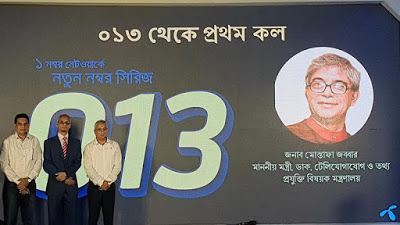 ০১৩ থেকে প্রথম কল
১ নম্বর নেটওয়ার্কে
নতুন নম্বর সিরিজ
013
জনাব মোস্তাফা জব্বার
মাননীয় মন্ত্রী, ডাক, টেলিযোগাযোগ ও তথ্য
প্রযুক্তি বিষয়ক মন্ত্রণালয়